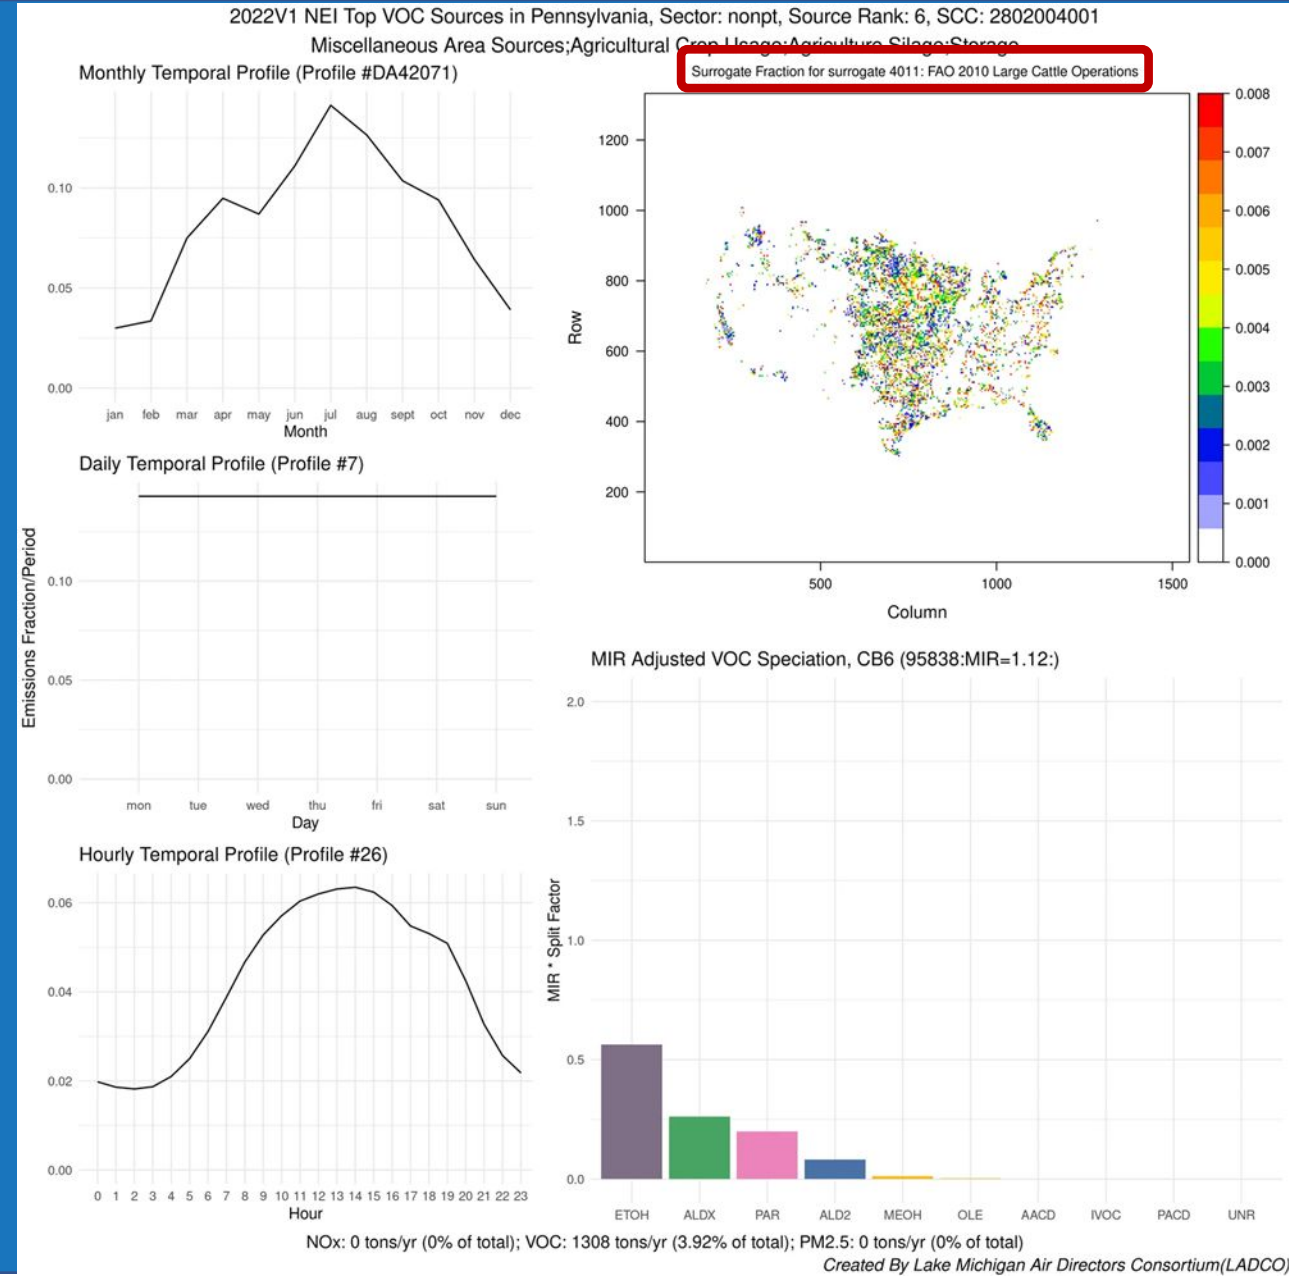 2022V1 NEI Top VOC Sources in Pennsylvania, Sector: nonpt, Source Rank: 6, SCC: 2802004001
Miscellaneous Area Sources;Agricultural Crop Usage;Agriculture Silage;Storage
Monthly Temporal Profile (Profile #DA42071)
0.10
0.05
0.00
jan feb mar apr may jun jul aug sept oct nov dec
Month
Surrogate Fraction for surrogate 4011: FAO 2010 Large Cattle Operations
Row
1200
1000
800
600
400
200
500 1000 1500
Column
0.008
0.007
0.006
0.005
0.004
0.003
0.002
0.001
0.000
Daily Temporal Profile (Profile #7)
Emissions Fraction/Period
0.10
0.05
0.00
mon tue wed thu fri sat sun
Day
Hourly Temporal Profile (Profile #26)
0.06
0.04
0.02
0.00
0 1 2 3 4 5 6 7 8 9 10 11 12 13 14 15 16 17 18 19 20 21 22 23
Hour
MIR Adjusted VOC Speciation, CB6 (95838:MIR=1.12:)
MIR * Split Factor
2.0
1.5
1.0
0.5
0.0
ETOH ALDX PAR ALD2 MEOH OLE AACD IVOC PACD UNR
NOx: 0 tons/yr (0% of total); VOC: 1308 tons/yr (3.92% of total); PM2.5: 0 tons/yr (0% of total)
Created By Lake Michigan Air Directors Consortium(LADCO)